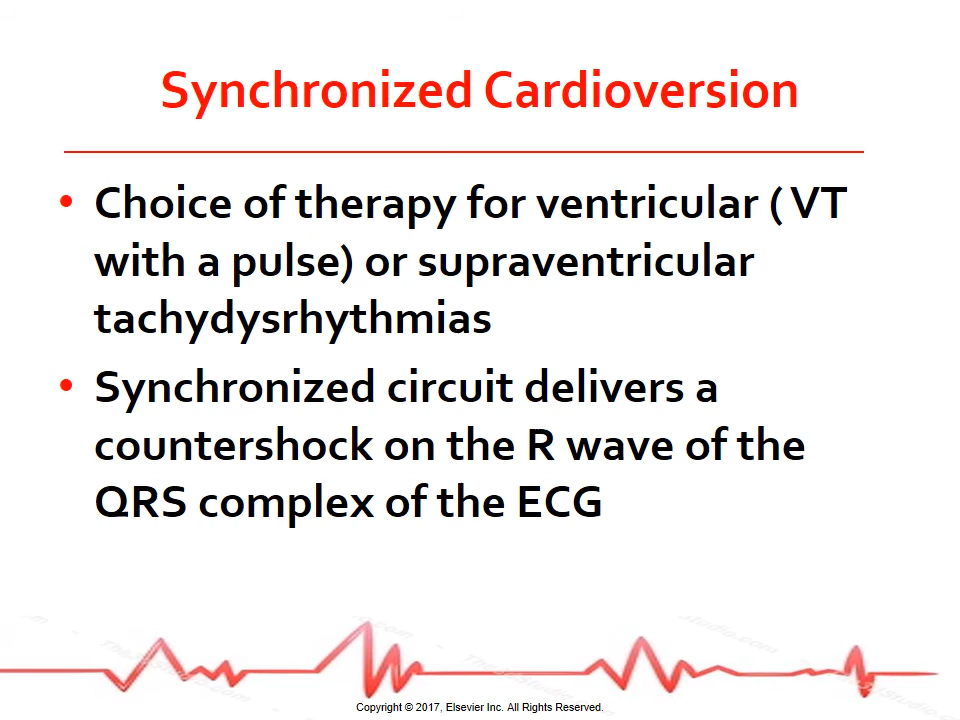 Synchronized Cardioversion
• Choice of therapy for ventricular ( VT
with a pulse) or supraventricular
tachydysrhythmias
• Synchronized circuit delivers a
countershock on the R wave of the
QRS complex of the ECG
Copyright © 2017, Elsevier Inc. All Rights Reserved.